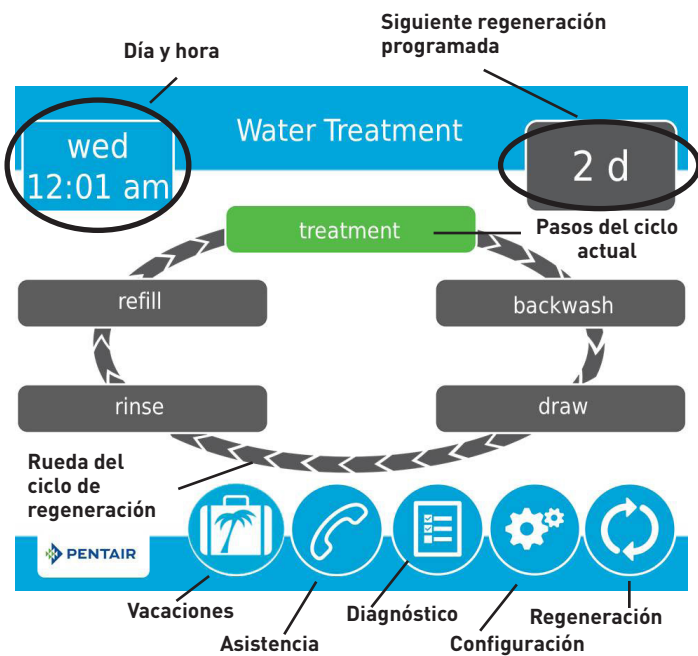 Siguiente regeneración
programada
Día y hora
wed
12:01 am
Water Treatment
2 d
treatment
Pasos del ciclo
actual
refill
backwash
rinse
draw
Rueda del
ciclo de
regeneración
PENTAIR
Vacaciones
Asistencia
Diagnóstico
Configuración
Regeneración